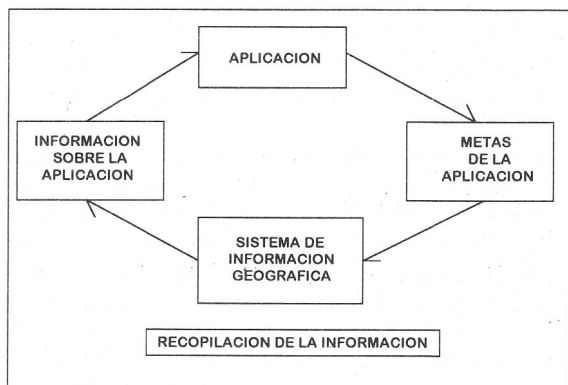 APLICACION
INFORMACION
SOBRE LA
APLICACION
METAS
DE LA
APLICACION
SISTEMA DE
INFORMACION
GEOGRAFICA
RECOPILACION DE LA INFORMACION